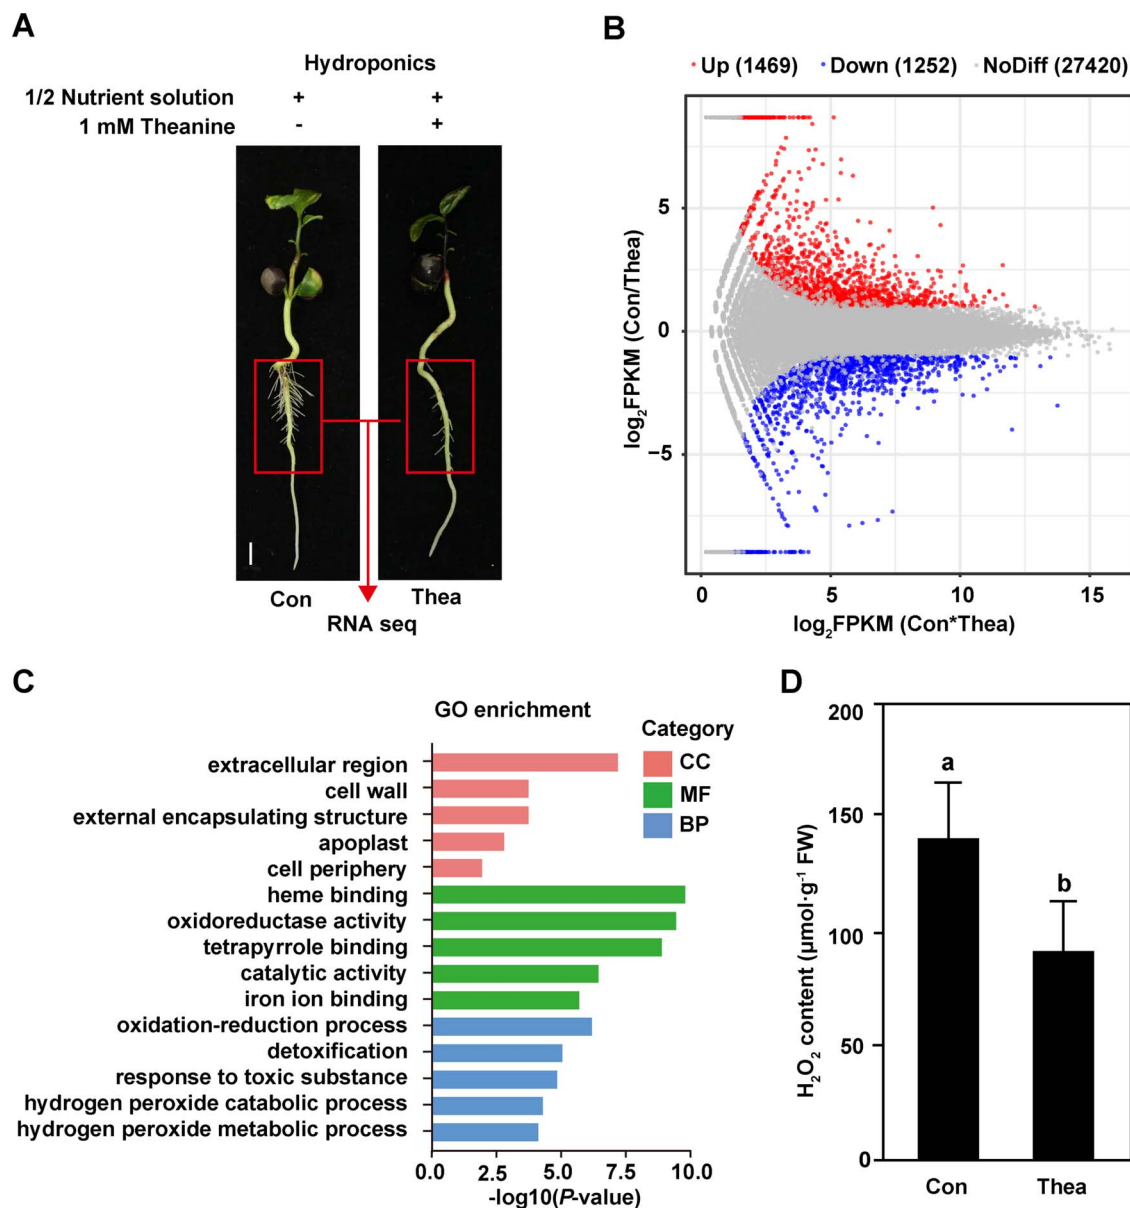 A
Hydroponics
1/2 Nutrient solution + +
1 mM Theanine - +
Con Thea
RNA seq
B
Up (1469) Down (1252) NoDiff (27420)
log₂FPKM (Con/Thea)
5
0
−5
0 5 10 15
log₂FPKM (Con*Thea)
C
GO enrichment
Category
CC
MF
BP
extracellular region
cell wall
external encapsulating structure
apoplast
cell periphery
heme binding
oxidoreductase activity
tetrapyrrole binding
catalytic activity
iron ion binding
oxidation-reduction process
detoxification
response to toxic substance
hydrogen peroxide catabolic process
hydrogen peroxide metabolic process
0.0 2.5 5.0 7.5 10.0
-log10(P-value)
D
H₂O₂ content (μmol·g⁻¹ FW)
200
150
100
50
0
a
b
Con Thea